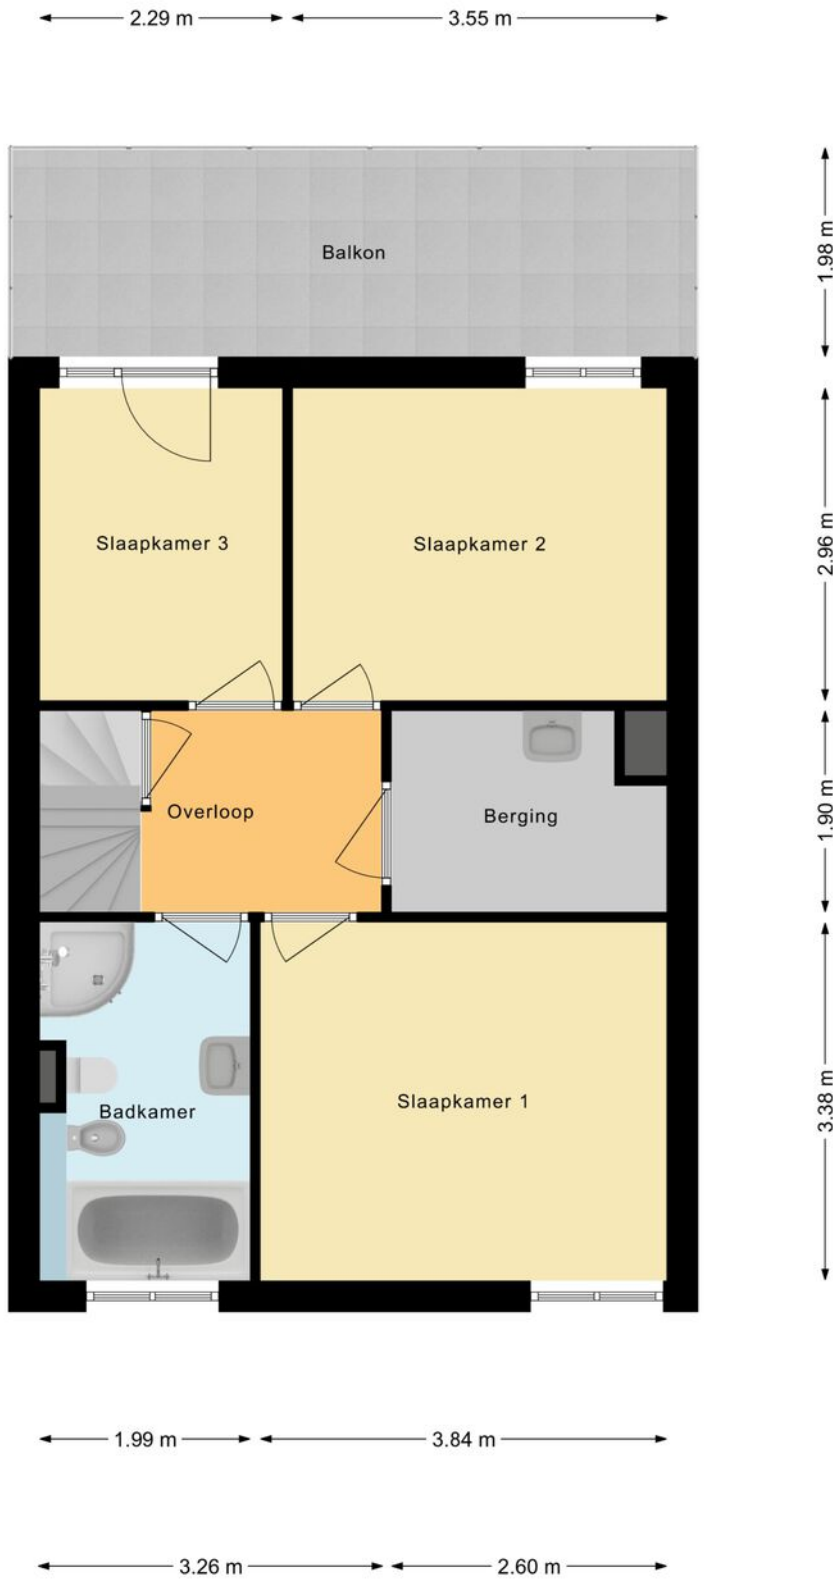 2.29 m
3.55 m
Balkon
1.98 m
Slaapkamer 3
Slaapkamer 2
2.96 m
Overloop
Berging
1.90 m
Slaapkamer 1
Badkamer
3.38 m
1.99 m
3.84 m
3.26 m
2.60 m